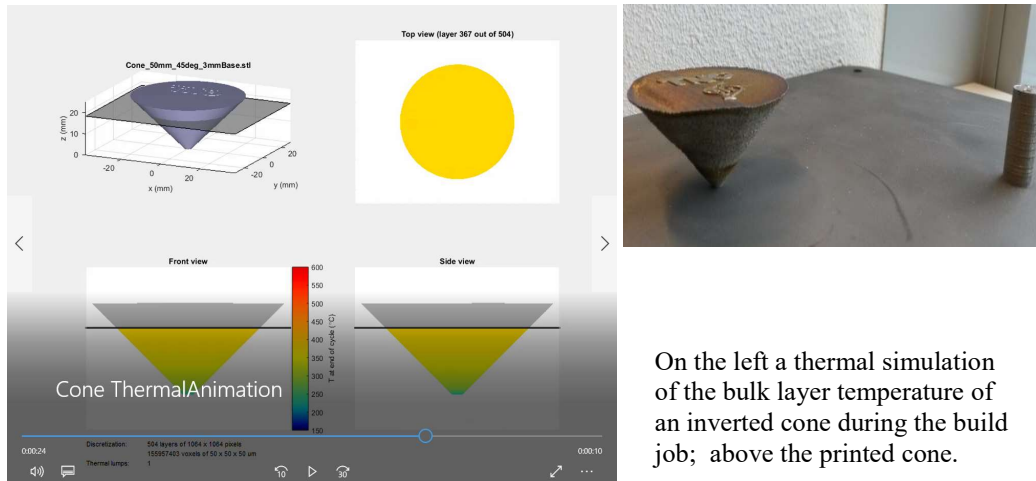 Cone_50mm_45deg_3mmBase.stl
20
10
0
z (mm)
-20
0
20
x (mm)
-20
0
20
y (mm)
Top view (layer 367 out of 504)
Front view
600
550
500
450
400
350
300
250
200
150
T at end of cycle (°C)
Side view
Cone ThermalAnimation
0:00:24
0:00:10
Discretization: 504 layers of 1064 x 1064 pixels
155957403 voxels of 50 x 50 x 50 um
Thermal lumps: 1
10
30
On the left a thermal simulation
of the bulk layer temperature of
an inverted cone during the build
job; above the printed cone.